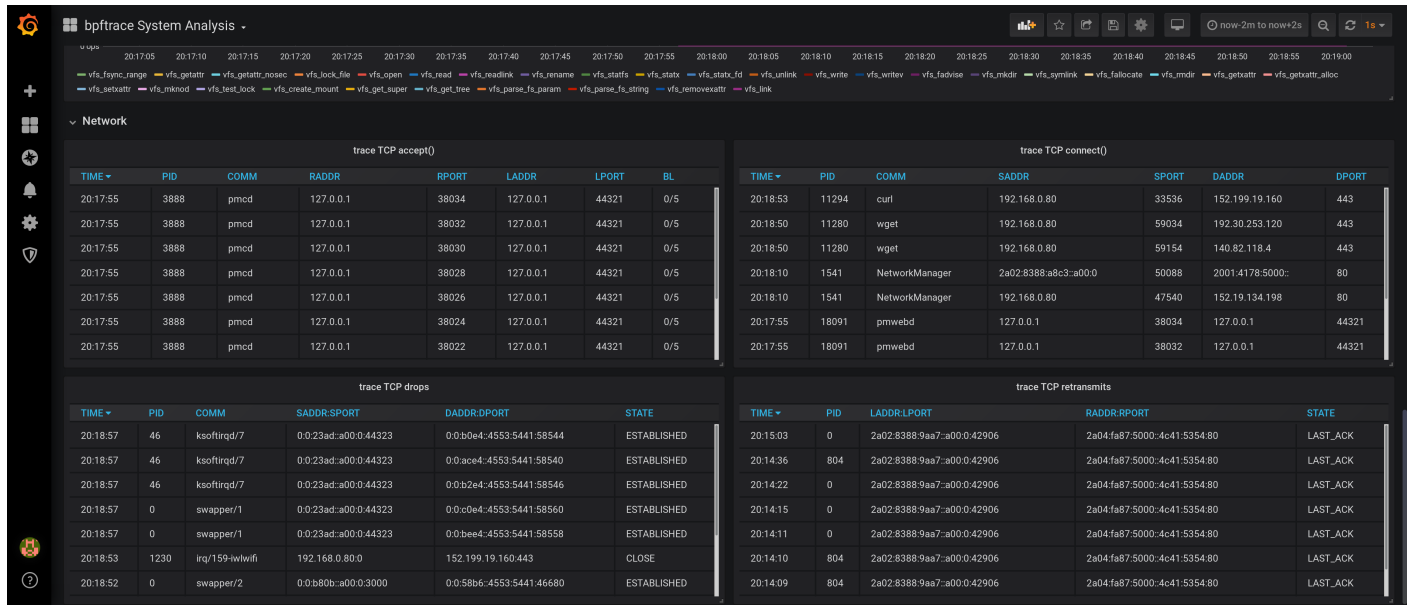 bpftrace System Analysis
now-2m to now+2s 1s
0 ops
20:17:05 20:17:10 20:17:15 20:17:20 20:17:25 20:17:30 20:17:35 20:17:40 20:17:45 20:17:50 20:17:55 20:18:00 20:18:05 20:18:10 20:18:15 20:18:20 20:18:25 20:18:30 20:18:35 20:18:40 20:18:45 20:18:50 20:18:55 20:19:00
vfs_fsync_range vfs_getattr vfs_getattr_nosec vfs_lock_file vfs_open vfs_read vfs_readlink vfs_rename vfs_statfs vfs_statx vfs_statx_fd vfs_unlink vfs_write vfs_writev vfs_fadvise vfs_mkdir vfs_symlink vfs_fallocate vfs_rmdir vfs_getxattr vfs_getxattr_alloc
vfs_setxattr vfs_mknod vfs_test_lock vfs_create_mount vfs_get_super vfs_get_tree vfs_parse_fs_param vfs_parse_fs_string vfs_removexattr vfs_link
Network
trace TCP accept()
TIME PID COMM RADDR RPORT LADDR LPORT BL
20:17:55 3888 pmcd 127.0.0.1 38034 127.0.0.1 44321 0/5
20:17:55 3888 pmcd 127.0.0.1 38032 127.0.0.1 44321 0/5
20:17:55 3888 pmcd 127.0.0.1 38030 127.0.0.1 44321 0/5
20:17:55 3888 pmcd 127.0.0.1 38028 127.0.0.1 44321 0/5
20:17:55 3888 pmcd 127.0.0.1 38026 127.0.0.1 44321 0/5
20:17:55 3888 pmcd 127.0.0.1 38024 127.0.0.1 44321 0/5
20:17:55 3888 pmcd 127.0.0.1 38022 127.0.0.1 44321 0/5
trace TCP connect()
TIME PID COMM SADDR SPORT DADDR DPORT
20:18:53 11294 curl 192.168.0.80 33536 152.199.19.160 443
20:18:50 11280 wget 192.168.0.80 59034 192.30.253.120 443
20:18:50 11280 wget 192.168.0.80 59154 140.82.118.4 443
20:18:10 1541 NetworkManager 2a02:8388:a8c3::a00:0 50088 2001:4178:5000:: 80
20:18:10 1541 NetworkManager 192.168.0.80 47540 152.19.134.198 80
20:17:55 18091 pmwebd 127.0.0.1 38034 127.0.0.1 44321
20:17:55 18091 pmwebd 127.0.0.1 38032 127.0.0.1 44321
trace TCP drops
TIME PID COMM SADDR:SPORT DADDR:DPORT STATE
20:18:57 46 ksoftirqd/7 0:0:23ad::a00:0:44323 0:0:b0e4::4553:5441:58544 ESTABLISHED
20:18:57 46 ksoftirqd/7 0:0:23ad::a00:0:44323 0:0:ace4::4553:5441:58540 ESTABLISHED
20:18:57 46 ksoftirqd/7 0:0:23ad::a00:0:44323 0:0:b2e4::4553:5441:58546 ESTABLISHED
20:18:57 0 swapper/1 0:0:23ad::a00:0:44323 0:0:c0e4::4553:5441:58560 ESTABLISHED
20:18:57 0 swapper/1 0:0:23ad::a00:0:44323 0:0:bee4::4553:5441:58558 ESTABLISHED
20:18:53 1230 irq/159-iwlwifi 192.168.0.80:0 152.199.19.160:443 CLOSE
20:18:52 0 swapper/2 0:0:b80b::a00:0:3000 0:0:58b6::4553:5441:46680 ESTABLISHED
trace TCP retransmits
TIME PID LADDR:LPORT RADDR:RPORT STATE
20:15:03 0 2a02:8388:9aa7::a00:0:42906 2a04:fa87:5000::4c41:5354:80 LAST_ACK
20:14:36 804 2a02:8388:9aa7::a00:0:42906 2a04:fa87:5000::4c41:5354:80 LAST_ACK
20:14:22 0 2a02:8388:9aa7::a00:0:42906 2a04:fa87:5000::4c41:5354:80 LAST_ACK
20:14:15 0 2a02:8388:9aa7::a00:0:42906 2a04:fa87:5000::4c41:5354:80 LAST_ACK
20:14:11 0 2a02:8388:9aa7::a00:0:42906 2a04:fa87:5000::4c41:5354:80 LAST_ACK
20:14:10 804 2a02:8388:9aa7::a00:0:42906 2a04:fa87:5000::4c41:5354:80 LAST_ACK
20:14:09 804 2a02:8388:9aa7::a00:0:42906 2a04:fa87:5000::4c41:5354:80 LAST_ACK